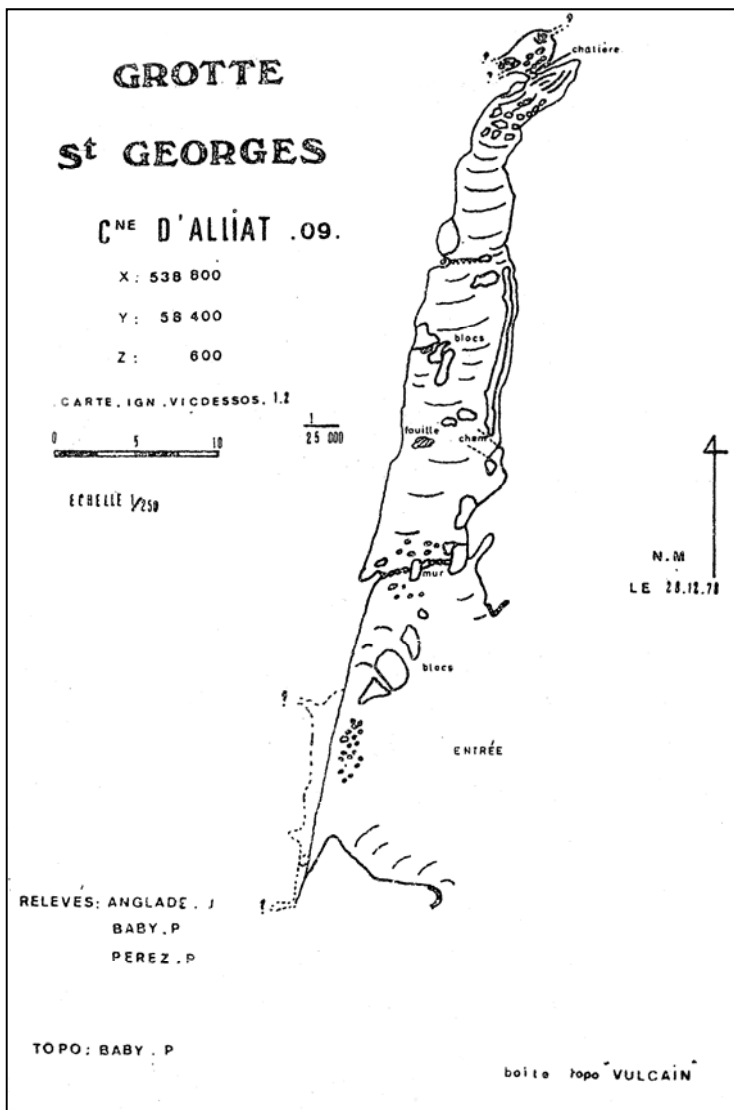 GROTTE
St GEORGES
CNE D'ALLIAT .09.
X: 538 800
Y: 58 400
Z: 600
CARTE. IGN. VICDESSOS. 1.2
1
25 000
0 5 10
ECHELLE 1/250
?
?
?
chatière
blocs
fouille
chem
mur
N.M
LE 28.12.78
blocs
?
ENTRÉE
?
RELEVÉS: ANGLADE. J
BABY. P
PEREZ. P
TOPO: BABY. P
boite topo "VULCAIN"